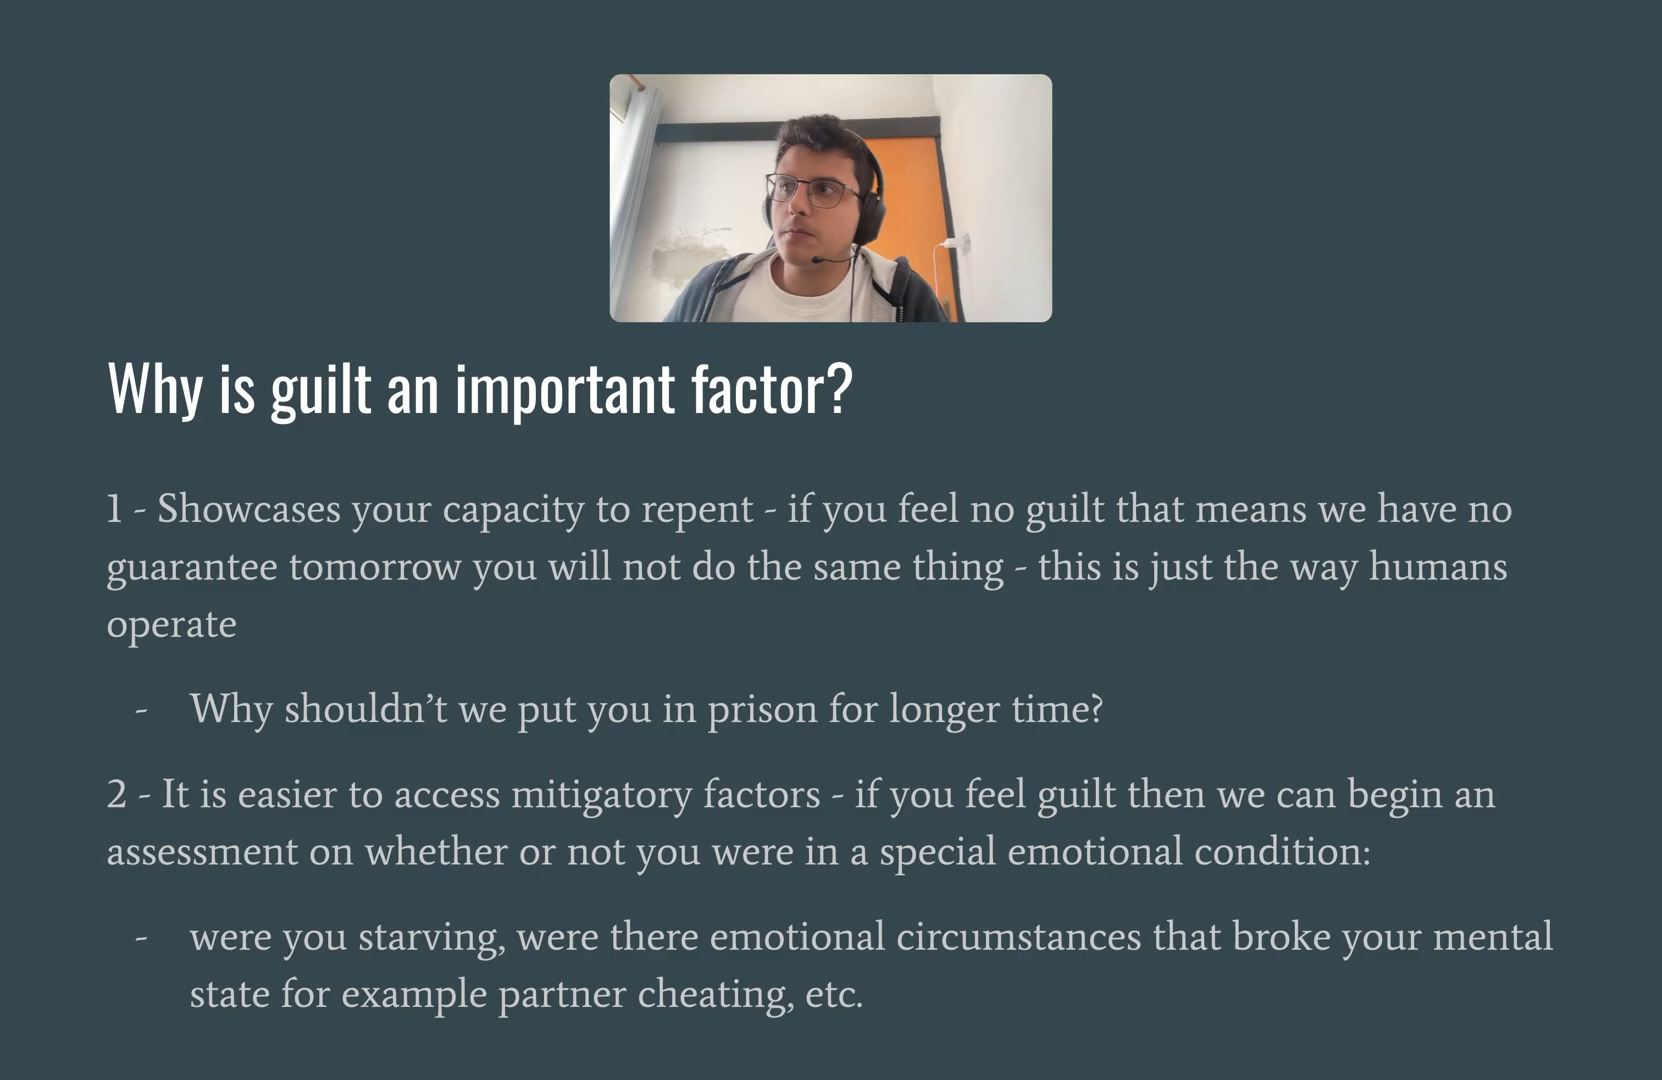 Why is guilt an important factor?
1 - Showcases your capacity to repent - if you feel no guilt that means we have no
guarantee tomorrow you will not do the same thing - this is just the way humans
operate
- Why shouldn’t we put you in prison for longer time?
2 - It is easier to access mitigatory factors - if you feel guilt then we can begin an
assessment on whether or not you were in a special emotional condition:
- were you starving, were there emotional circumstances that broke your mental
state for example partner cheating, etc.